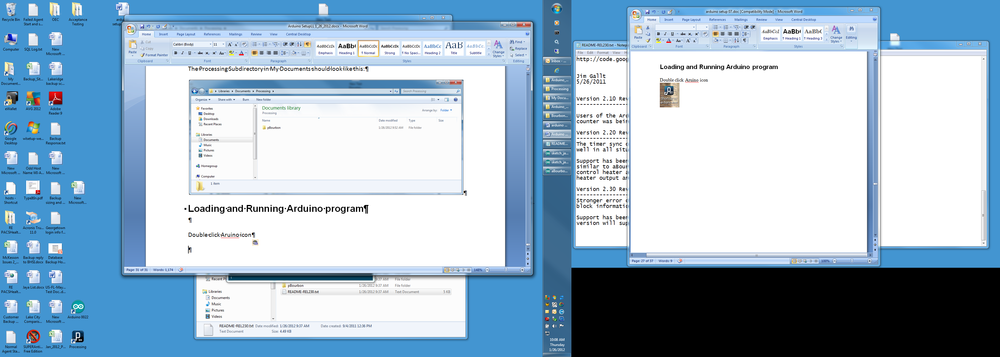 Recycle Bin
Failed Agent Start and s...
OEC
Acceptance Testing
Computer
SQL Log.txt
New Microsoft ...
My Document...
Backup_Sit...
Lakeridge backup sc...
eWallet
AVG 2012
Adobe Reader 9
Google Desktop
wlsetup-we...
Backup Response.txt
New Microsoft ...
Odd Host Name WI-A...
New Microsoft ...
hosts - Shortcut
TypeItIn.pdf
Backup sizing and ...
New Microsoft...
RE PACSHealt...
Acronis Tru... 11.0
Georgetown login info f...
McKesson Issues 2_...
Backup reply to BHSI.docx
Database Backup Ho...
RE PACSHealt...
Jaya List.docx
US-FL-May... Test Doc..d...
Customer Backup ...
Lake City Comparis...
New Microsoft ...
Arduino 0022
Normal Agent Sta...
SUPERAnti... Free Edition
Jan_2012_P...
Processing
Arduino SetupLL 1_26_2012.docx - Microsoft Word
Home Insert Page Layout References Mailings Review View Central Desktop
Paste
Cut
Copy
Format Painter
Clipboard
Calibri (Body) 11
Font
Paragraph
AaBbCcDc Emphasis
AaBb( Heading 1
AaBbCcDc ¶ Normal
AaBbCcDc Strong
AaBbCcDc ¶ No Spaci...
AaBbCc Heading 2
AaB Title
AaBbCc. Subtitle
Change Styles
Styles
Find
Replace
Select
Editing
The·Processing·Subdirectory·in·My·Documents·should·look·like·this:¶
Libraries Documents Processing
Search Processing
Organize Share with Burn New folder
Favorites
Desktop
Downloads
Recent Places
Libraries
Documents
Music
Pictures
Videos
Homegroup
Computer
Documents library
Processing
Arrange by: Folder
Name Date modified Type Size
pBourbon 1/26/2012 9:52 AM File folder
1 item
¶
Loading·and·Running·Arduino·program¶
¶
Double·click·Aruino·icon¶
¶
Page: 31 of 31 Words: 1,174
148%
Recent Pl
9:37 AM File folder
pBourbon 1/26/2012 9:37 AM File folder
README-REL230.txt 1/26/2012 9:37 AM Text Document 5 KB
Libraries
Documents
Music
Pictures
Videos
README-REL230.txt Date modified: 1/26/2012 9:37 AM Date created: 9/4/2011 12:36 PM
Text Document Size: 4.49 KB
Inbox - ...
Arduino_...
Processing
My Docu...
Arduino_...
Bourbon...
arduino ...
Arduino ...
README...
sketch_ja...
sketch_ja...
aBourbo...
10:08 AM
Thursday
1/26/2012
README-REL230.txt - Notep
File Edit Format View H
http://code.goog
Jim Gallt
5/26/2011
Version 2.10 Rev
Users of the Ard
counter was bein
Version 2.20 Rev
The timer sync
well in all situ
Support has been
similar to aBour
control heater a
heater output an
Version 2.30 Rev
Stronger error
block informatio
Support has been
version will sup
arduino setup 07.doc [Compatibility Mode] - Microsoft Word
Home Insert Page Layout References Mailings Review View Central Desktop
Paste
Clipboard
Font
Paragraph
AaBbCcL Emphasis
AaBb( ¶ Heading 1
AaBbC ¶ Heading 3
Change Styles
Styles
Editing
Loading and Running Arduino program
Double click Aruino icon
Shortcut to
arduino.exe
Page: 27 of 37 Words: 9
100%